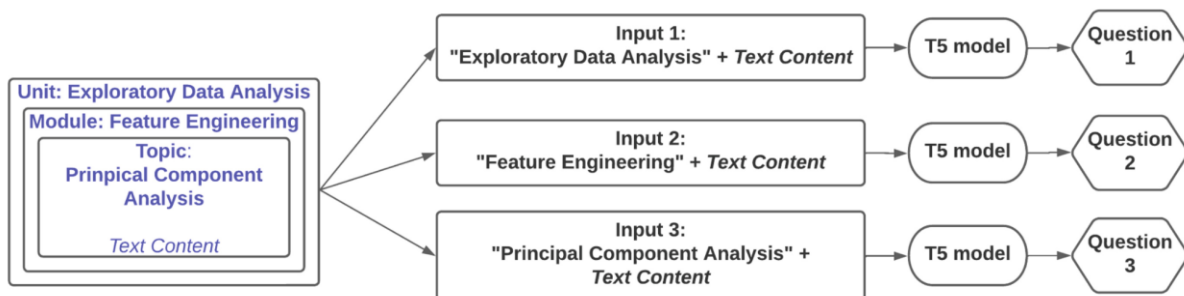 Unit: Exploratory Data Analysis
Module: Feature Engineering
Topic:
Prinpical Component
Analysis
Text Content
Input 1:
"Exploratory Data Analysis" + Text Content
T5 model
Question
1
Input 2:
"Feature Engineering" + Text Content
T5 model
Question
2
Input 3:
"Principal Component Analysis" +
Text Content
T5 model
Question
3